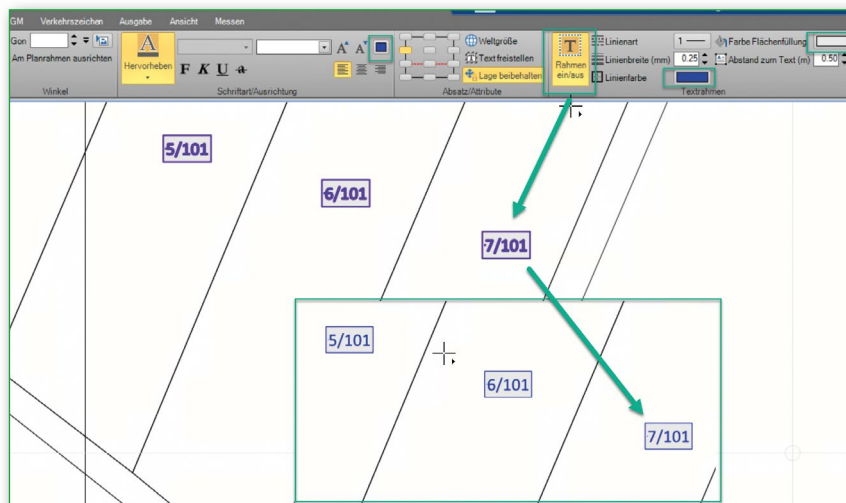 GM Verkehrszeichen Ausgabe Ansicht Messen
Gon
Am Planrahmen ausrichten
Winkel
A
Hervorheben
F K U a
A A
Schriftart/Ausrichtung
Weltgröße
Textfreistellen
Lage beibehalten
Absatz/Attribute
T
Rahmen
ein/aus
Linienart 1
Linienbreite (mm) 0.25
Linienfarbe
Farbe Flächenfüllung
Abstand zum Text (m) 0.50
Textrahmen
5/101
6/101
7/101
5/101
6/101
7/101